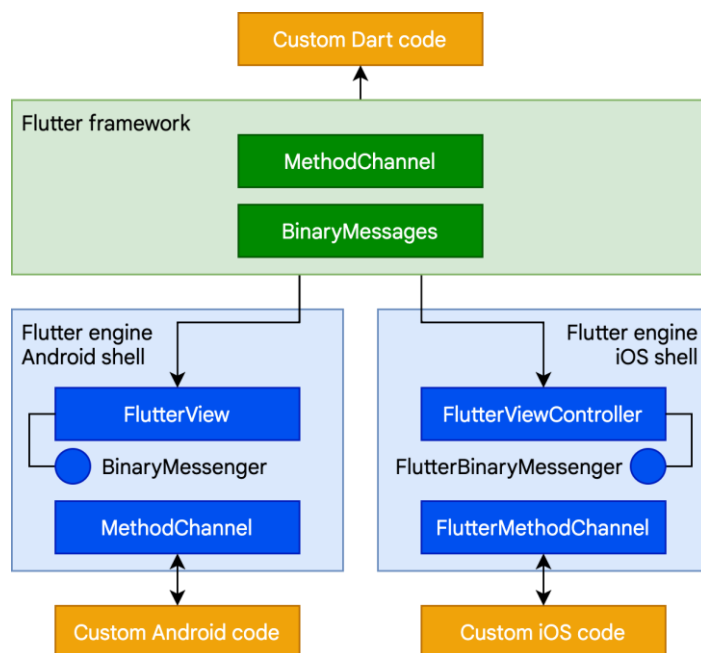 Custom Dart code
Flutter framework
MethodChannel
BinaryMessages
Flutter engine
Android shell
FlutterView
BinaryMessenger
MethodChannel
Custom Android code
Flutter engine
iOS shell
FlutterViewController
FlutterBinaryMessenger
FlutterMethodChannel
Custom iOS code